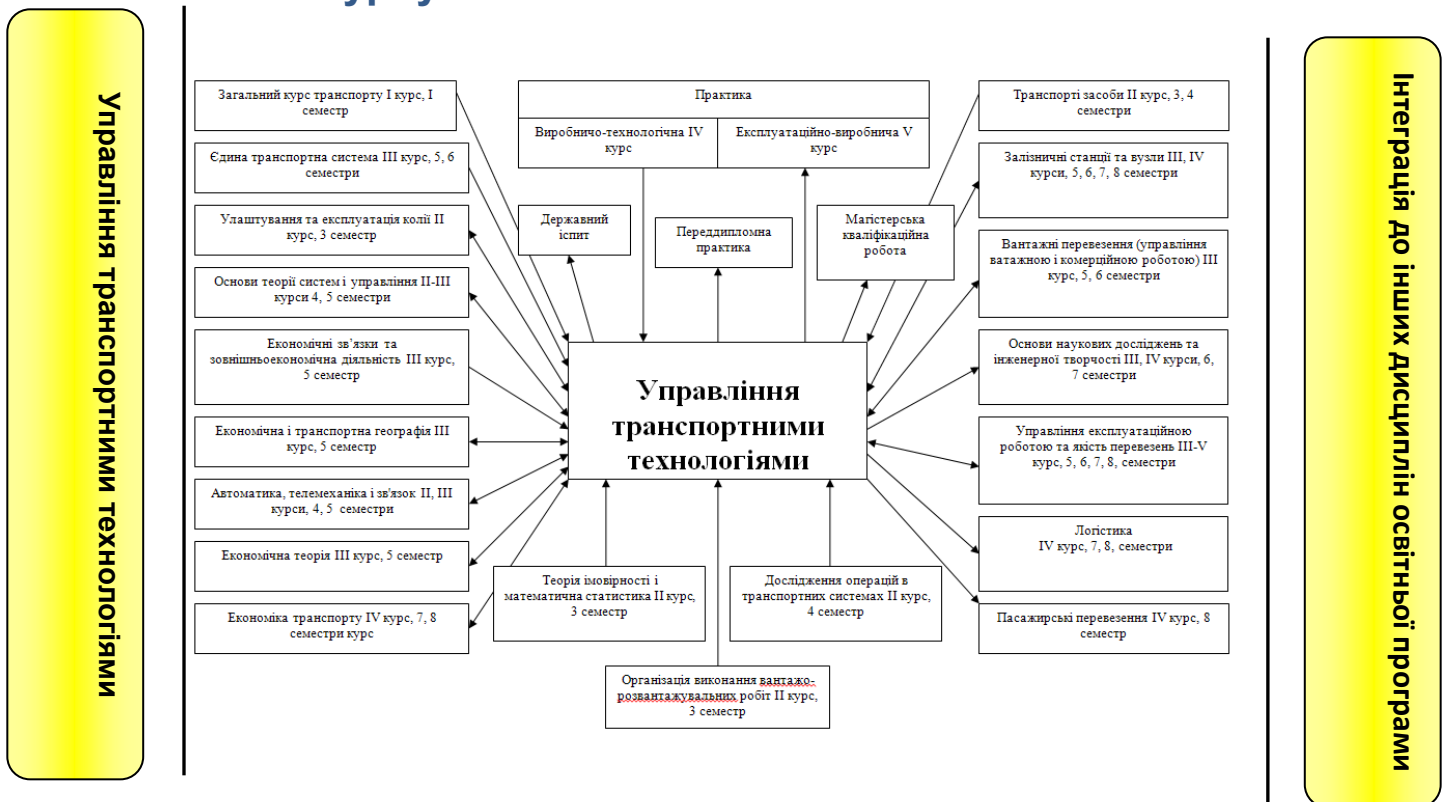 Управління транспортними технологіями
Загальний курс транспорту І курс, І
семестр
Єдина транспортна система ІІІ курс, 5, 6
семестри
Улаштування та експлуатація колії ІІ
курс, 3 семестр
Основи теорії систем і управління ІІ-ІІІ
курси 4, 5 семестри
Економічні зв’язки та
зовнішньоекономічна діяльність ІІІ курс,
5 семестр
Економічна і транспортна географія ІІІ
курс, 5 семестр
Автоматика, телемеханіка і зв'язок ІІ, ІІІ
курси, 4, 5 семестри
Економічна теорія ІІІ курс, 5 семестр
Економіка транспорту ІV курс, 7, 8
семестри курс
Практика
Виробничо-технологічна ІV
курс
Експлуатаційно-виробнича V
курс
Державний
іспит
Переддипломна
практика
Магістерська
кваліфікаційна
робота
Управління
транспортними
технологіями
Теорія імовірності і
математична статистика ІІ курс,
3 семестр
Дослідження операцій в
транспортних системах ІІ курс,
4 семестр
Організація виконання вантажо-
розвантажувальних робіт ІІ курс,
3 семестр
Транспорті засоби ІІ курс, 3, 4
семестри
Залізничні станції та вузли ІІІ, ІV
курси, 5, 6, 7, 8 семестри
Вантажні перевезення (управління
ватажною і комерційною роботою) ІІІ
курс, 5, 6 семестри
Основи наукових досліджень та
інженерної творчості ІІІ, ІV курси, 6,
7 семестри
Управління експлуатаційною
роботою та якість перевезень ІІІ-V
курс, 5, 6, 7, 8, семестри
Логістика
ІV курс, 7, 8, семестри
Пасажирські перевезення ІV курс, 8
семестр
Інтеграція до інших дисциплін освітньої програми